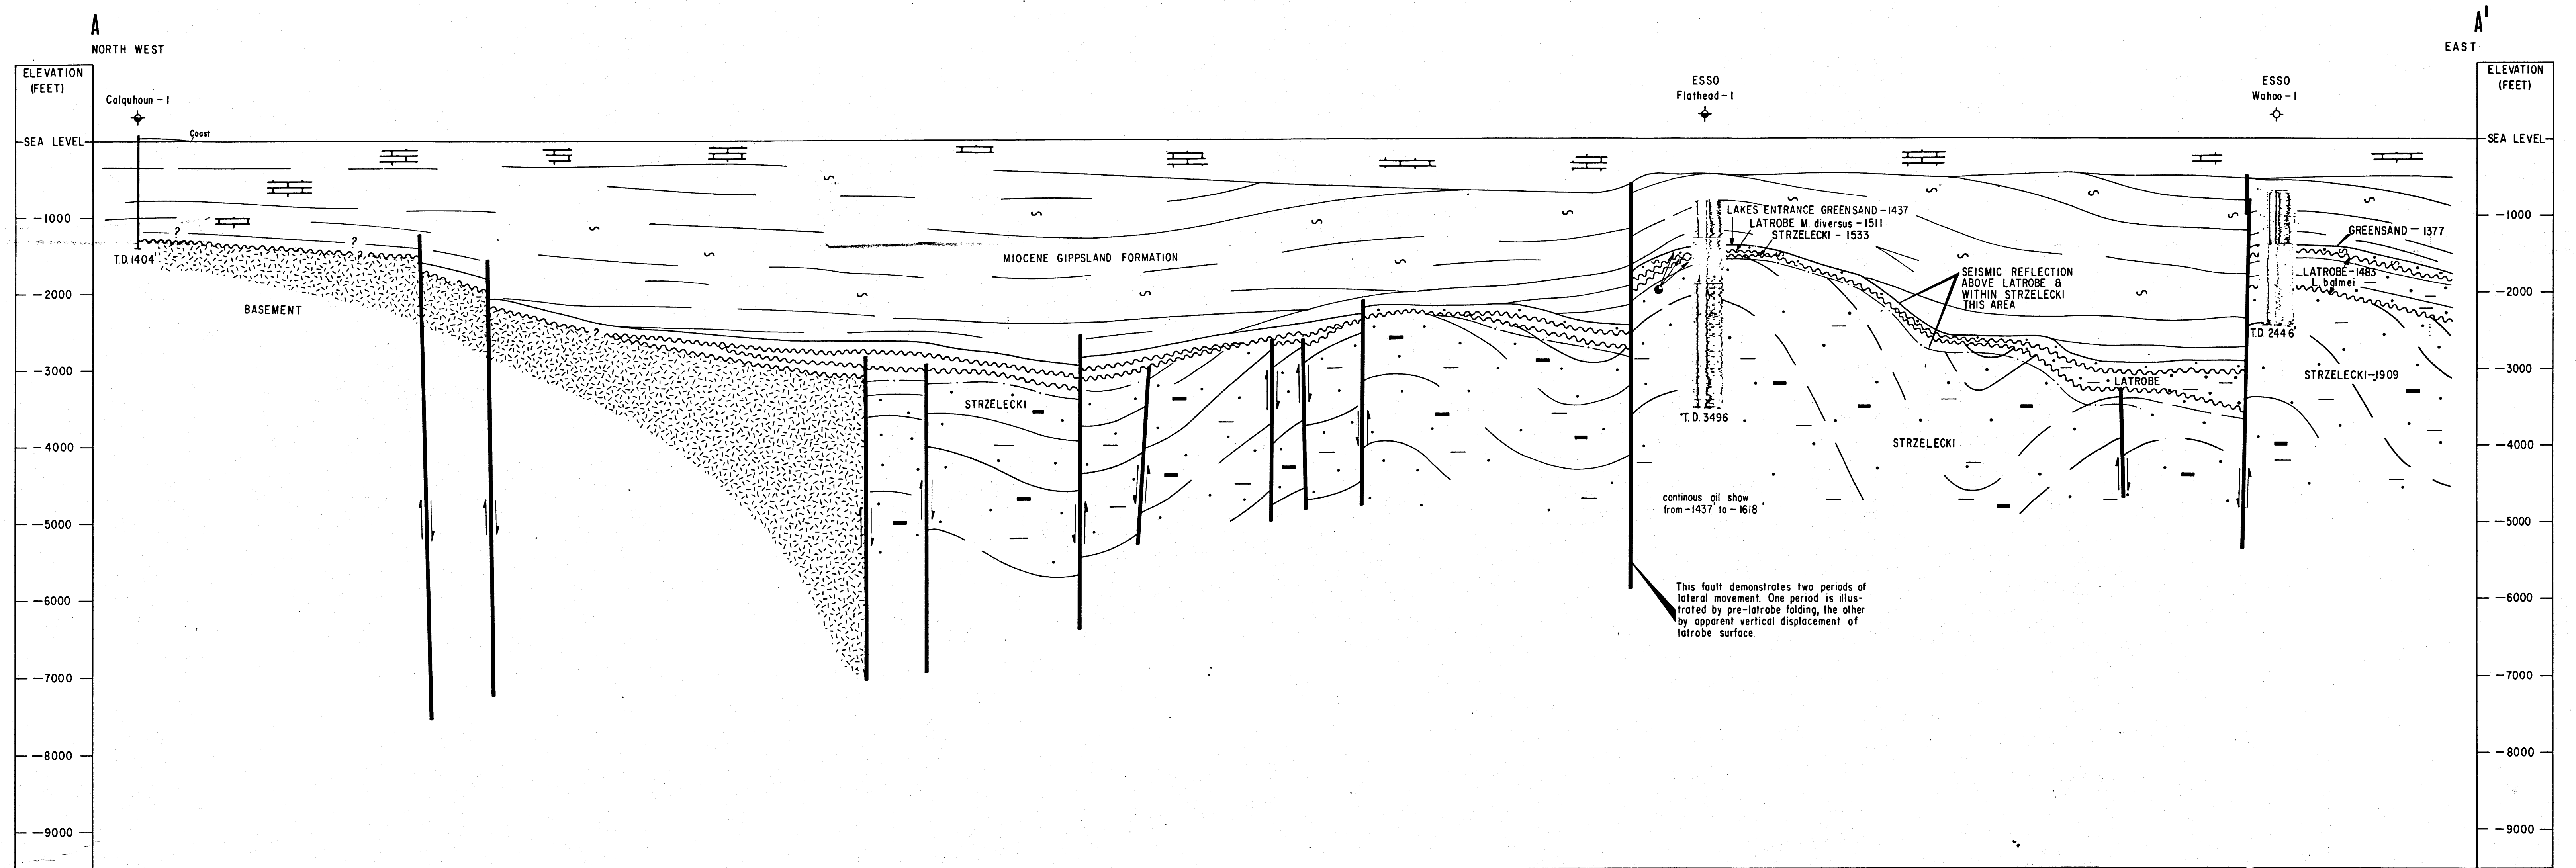 A
NORTH WEST
A'
EAST
ELEVATION
(FEET)
SEA LEVEL
-1000
-2000
-3000
-4000
-5000
-6000
-7000
-8000
-9000
Colquhoun-1
Coast
T.D. 1404'
?
?
?
?
BASEMENT
MIOCENE GIPPSLAND FORMATION
STRZELECKI
ESSO
Flathead-1
LAKES ENTRANCE GREENSAND -1437
LATROBE M. diversus -1511
STRZELECKI -1533
T.D. 3496
continous oil show
from -1437' to -1618'
This fault demonstrates two periods of
lateral movement. One period is illus-
trated by pre-latrobe folding, the other
by apparent vertical displacement of
latrobe surface.
SEISMIC REFLECTION
ABOVE LATROBE &
WITHIN STRZELECKI
THIS AREA
STRZELECKI
LATROBE
ESSO
Wahoo-1
GREENSAND -1377
LATROBE-1483
L. balmei
T.D. 2446
STRZELECKI-1909
ELEVATION
(FEET)
SEA LEVEL
-1000
-2000
-3000
-4000
-5000
-6000
-7000
-8000
-9000